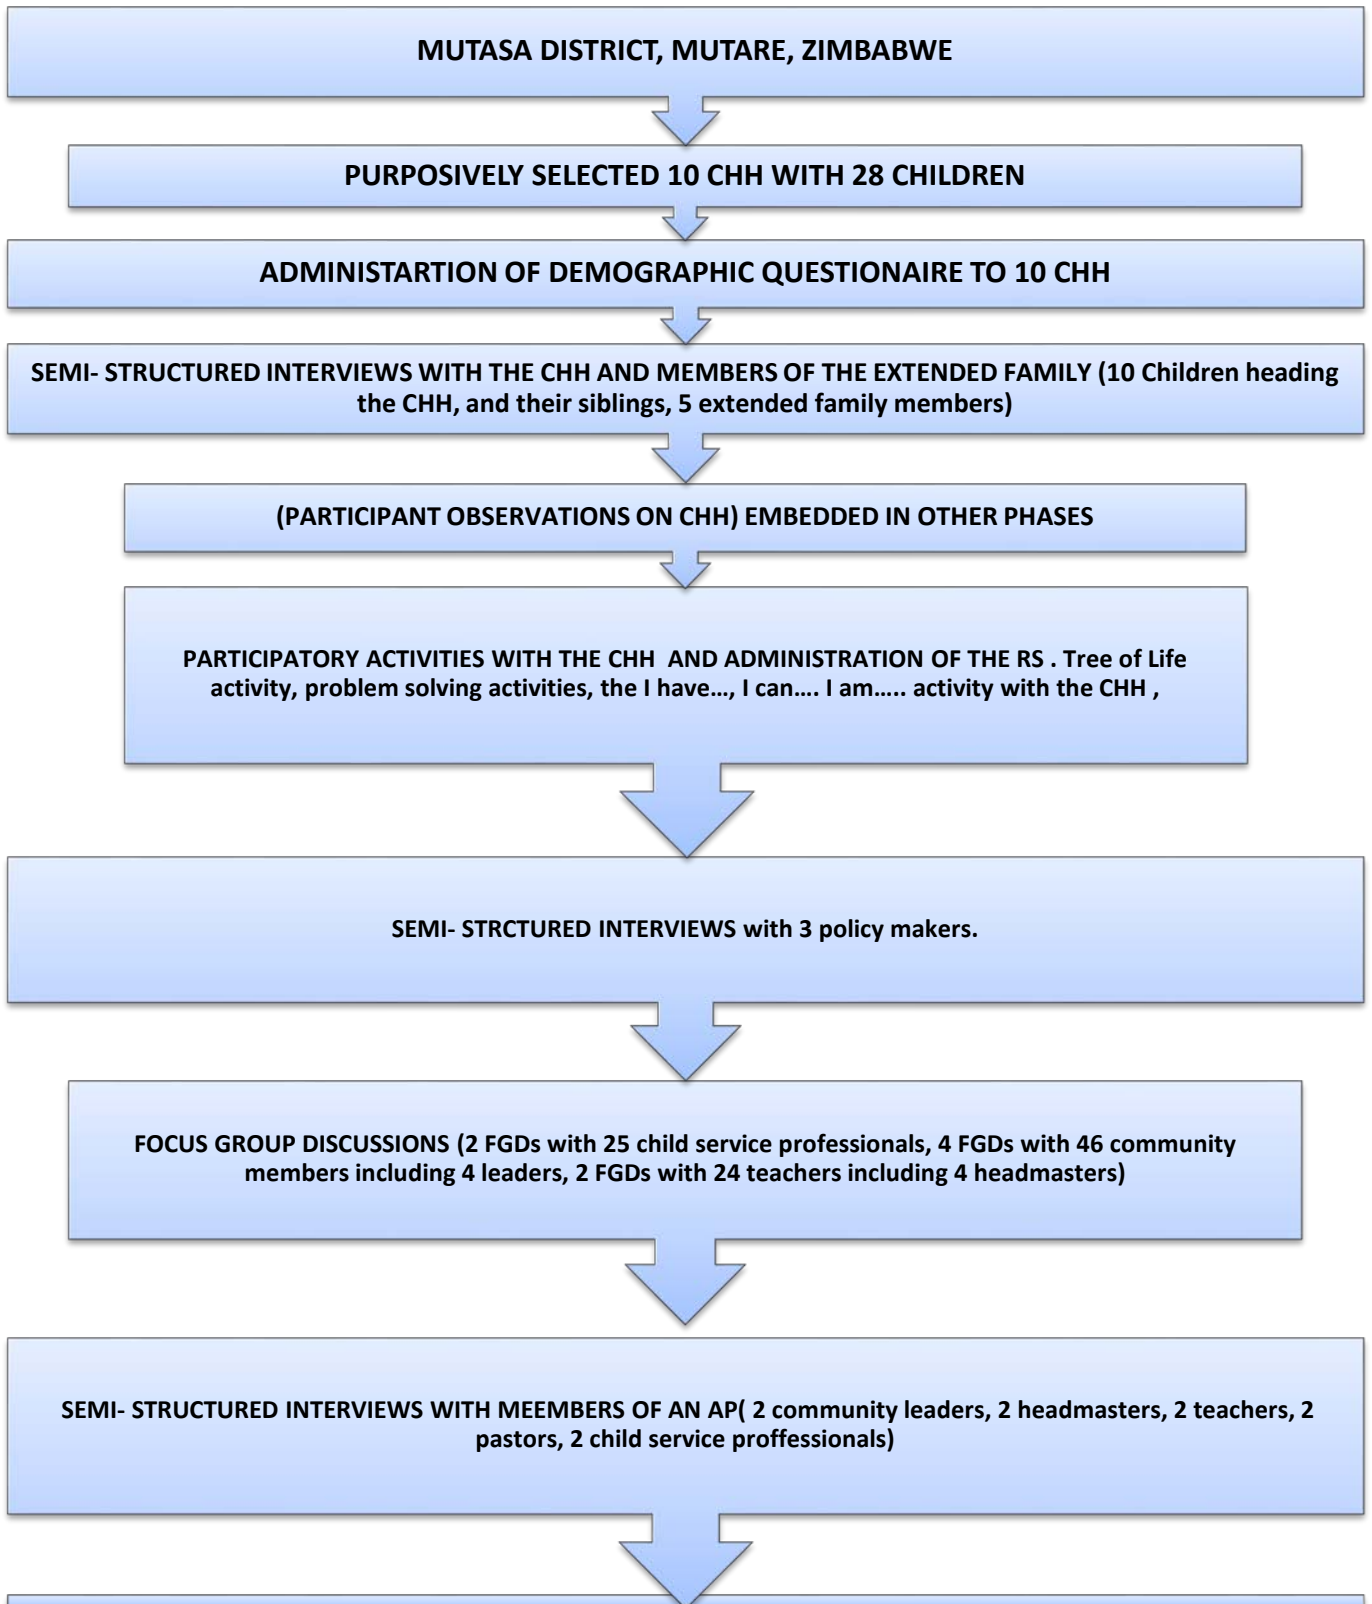 MUTASA DISTRICT, MUTARE, ZIMBABWE
PURPOSIVELY SELECTED 10 CHH WITH 28 CHILDREN
ADMINISTARTION OF DEMOGRAPHIC QUESTIONAIRE TO 10 CHH
SEMI- STRUCTURED INTERVIEWS WITH THE CHH AND MEMBERS OF THE EXTENDED FAMILY (10 Children heading
the CHH, and their siblings, 5 extended family members)
(PARTICIPANT OBSERVATIONS ON CHH) EMBEDDED IN OTHER PHASES
PARTICIPATORY ACTIVITIES WITH THE CHH  AND ADMINISTRATION OF THE RS . Tree of Life
activity, problem solving activities, the I have…, I can…. I am….. activity with the CHH ,
SEMI- STRCTURED INTERVIEWS with 3 policy makers.
FOCUS GROUP DISCUSSIONS (2 FGDs with 25 child service professionals, 4 FGDs with 46 community
members including 4 leaders, 2 FGDs with 24 teachers including 4 headmasters)
SEMI- STRUCTURED INTERVIEWS WITH MEEMBERS OF AN AP( 2 community leaders, 2 headmasters, 2 teachers, 2
pastors, 2 child service proffessionals)